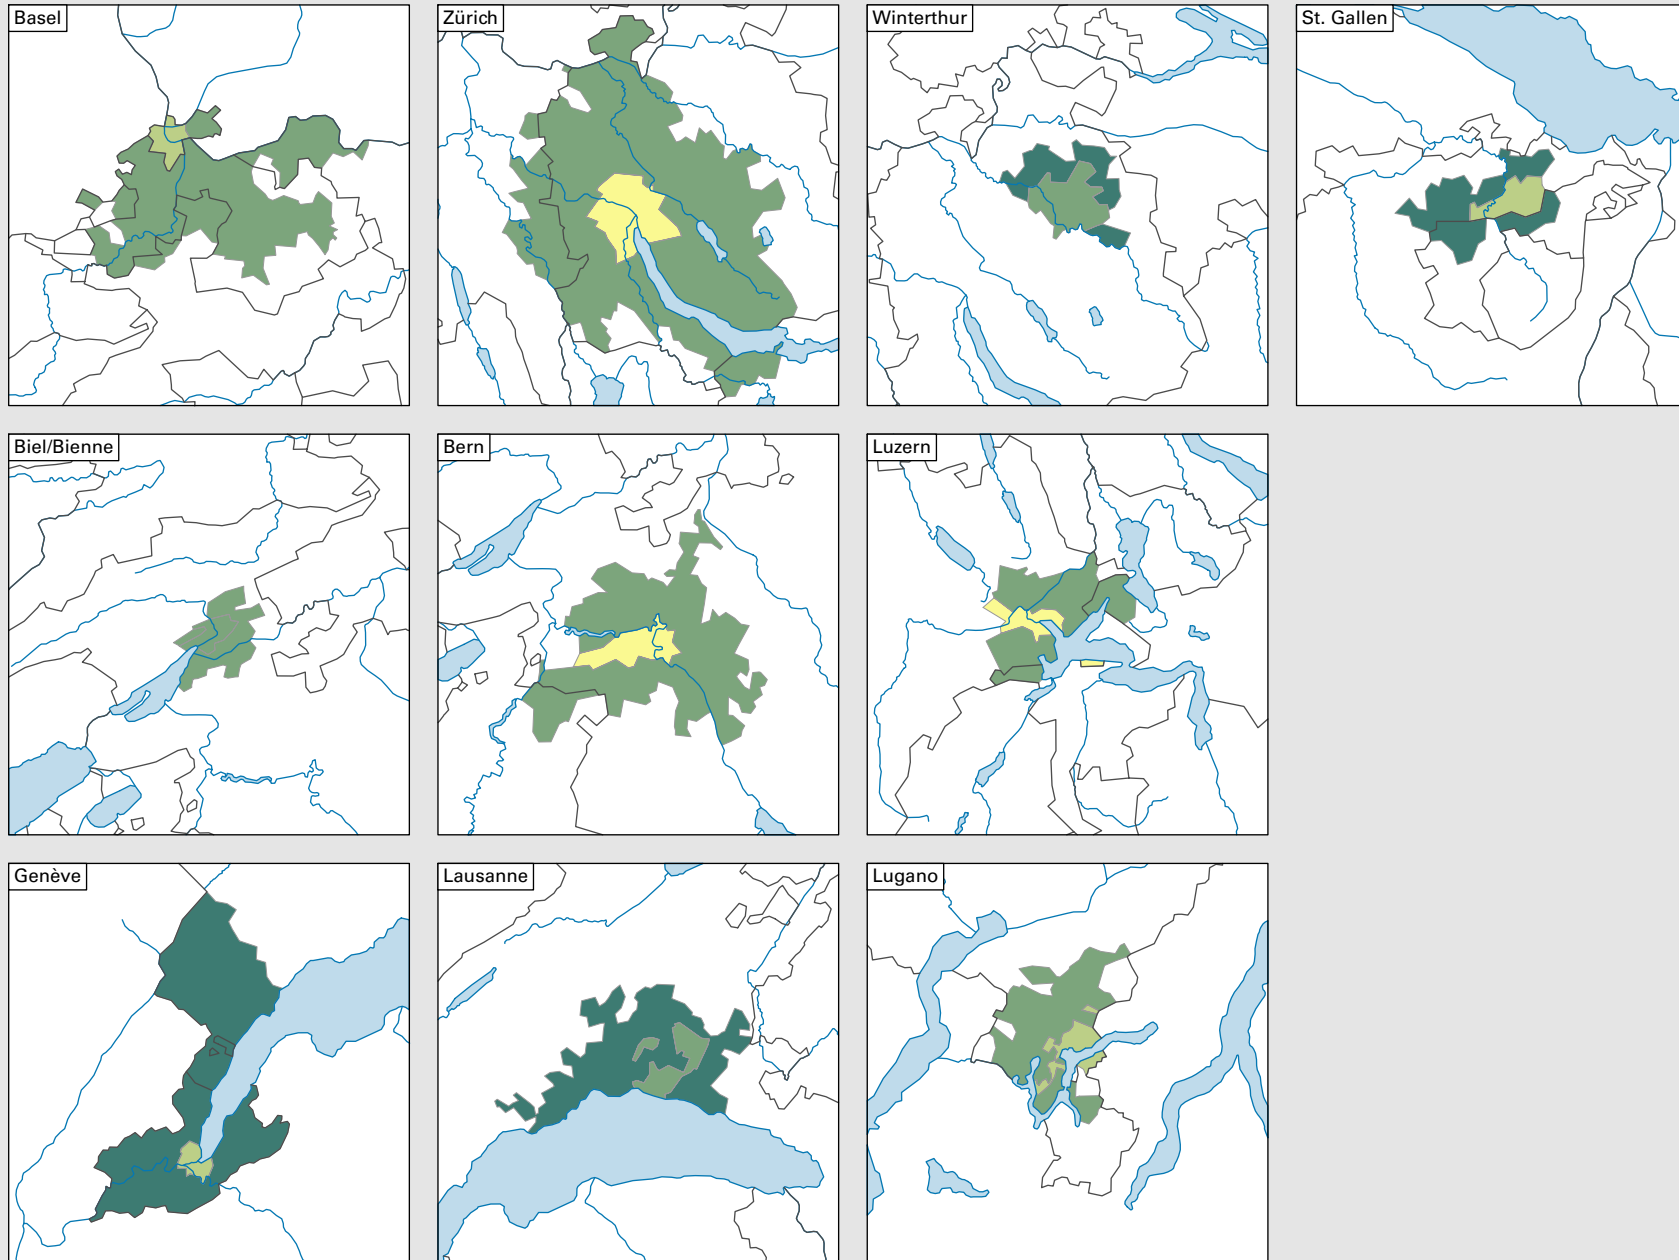 Basel
Zürich
Winterthur
St. Gallen
Biel/Bienne
Bern
Luzern
Genève
Lausanne
Lugano